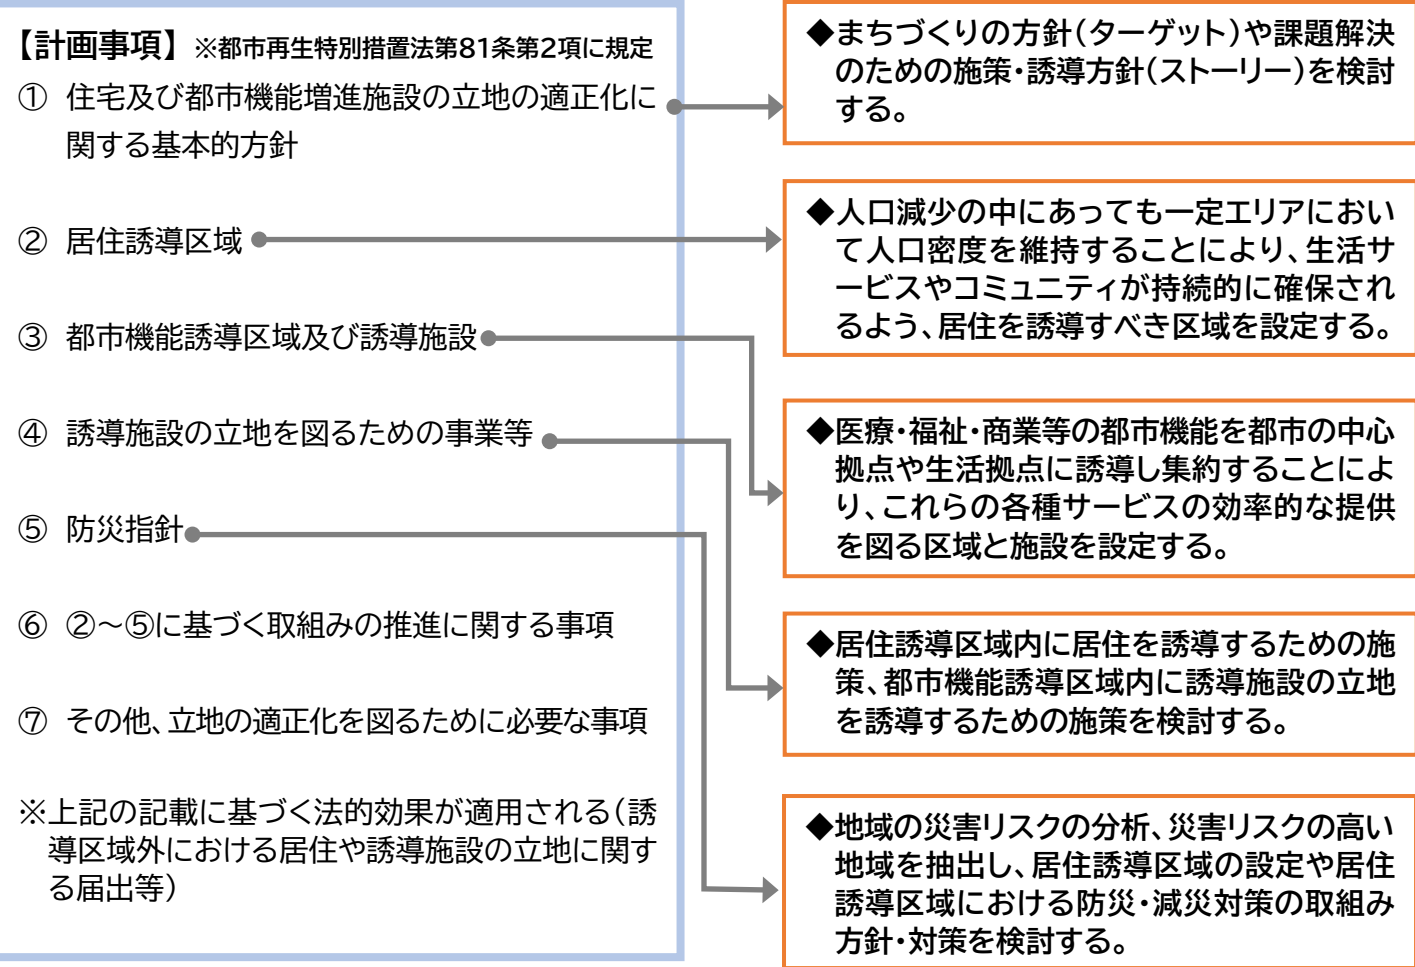 【計画事項】 ※都市再生特別措置法第81条第2項に規定
① 住宅及び都市機能増進施設の立地の適正化に
関する基本的方針
② 居住誘導区域
③ 都市機能誘導区域及び誘導施設
④ 誘導施設の立地を図るための事業等
⑤ 防災指針
⑥ ②～⑤に基づく取組みの推進に関する事項
⑦ その他、立地の適正化を図るために必要な事項
※上記の記載に基づく法的効果が適用される(誘
導区域外における居住や誘導施設の立地に関す
る届出等)
◆まちづくりの方針(ターゲット)や課題解決
のための施策・誘導方針(ストーリー)を検討
する。
◆人口減少の中にあっても一定エリアにおい
て人口密度を維持することにより、生活サ
ービスやコミュニティが持続的に確保され
るよう、居住を誘導すべき区域を設定する。
◆医療・福祉・商業等の都市機能を都市の中心
拠点や生活拠点に誘導し集約することによ
り、これらの各種サービスの効率的な提供
を図る区域と施設を設定する。
◆居住誘導区域内に居住を誘導するための施
策、都市機能誘導区域内に誘導施設の立地
を誘導するための施策を検討する。
◆地域の災害リスクの分析、災害リスクの高い
地域を抽出し、居住誘導区域の設定や居住
誘導区域における防災・減災対策の取組み
方針・対策を検討する。